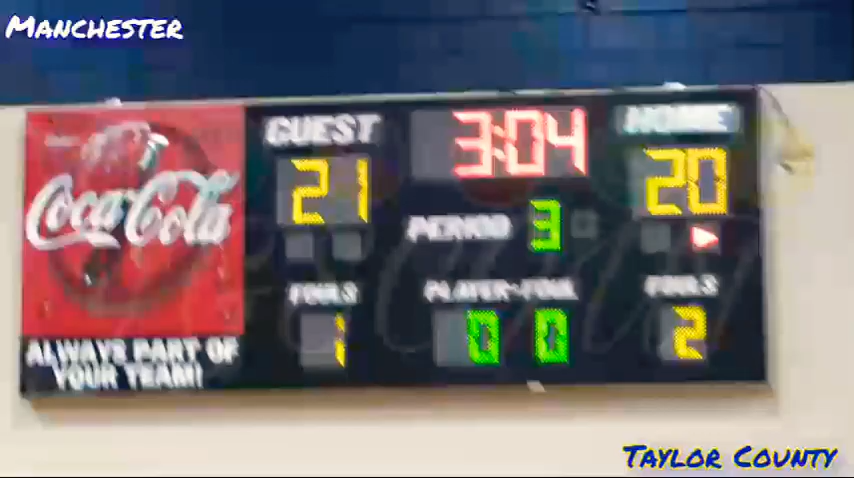 MANCHESTER
GUEST
3:04
HOME
21
20
PERIOD 3
Coca-Cola
FOULS
PLAYER-FOUL
FOULS
1
0 0
2
ALWAYS PART OF
YOUR TEAM!
TAYLOR COUNTY